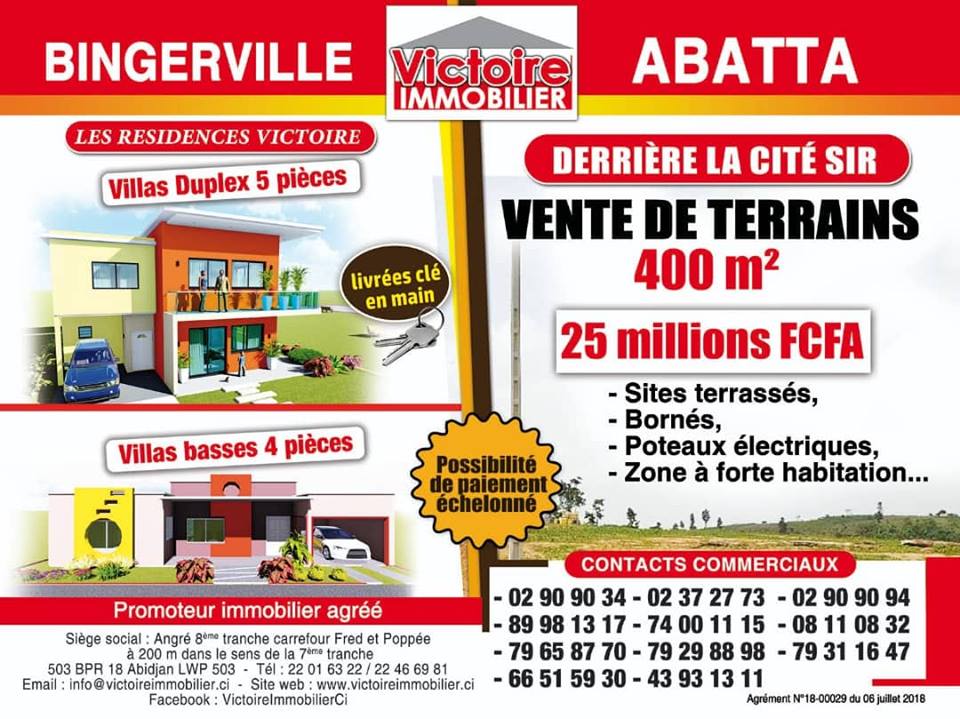 BINGERVILLE
Victoire
IMMOBILIER
ABATTA
LES RESIDENCES VICTOIRE
Villas Duplex 5 pièces
livrées clé
en main
Villas basses 4 pièces
Possibilité
de paiement
échelonné
DERRIÈRE LA CITÉ SIR
VENTE DE TERRAINS
400 m²
25 millions FCFA
- Sites terrassés,
- Bornés,
- Poteaux électriques,
- Zone à forte habitation...
Promoteur immobilier agréé
Siège social : Angré 8ème tranche carrefour Fred et Poppée
à 200 m dans le sens de la 7ème tranche
503 BPR 18 Abidjan LWP 503 - Tél : 22 01 63 22 / 22 46 69 81
Email : info@victoireimmobilier.ci - Site web : www.victoireimmobilier.ci
Facebook : VictoireImmobilierCi
CONTACTS COMMERCIAUX
- 02 90 90 34 - 02 37 27 73 - 02 90 90 94
- 89 98 13 17 - 74 00 11 15 - 08 11 08 32
- 79 65 87 70 - 79 29 88 98 - 79 31 16 47
- 66 51 59 30 - 43 93 13 11
Agrément N°18-00029 du 06 juillet 2018